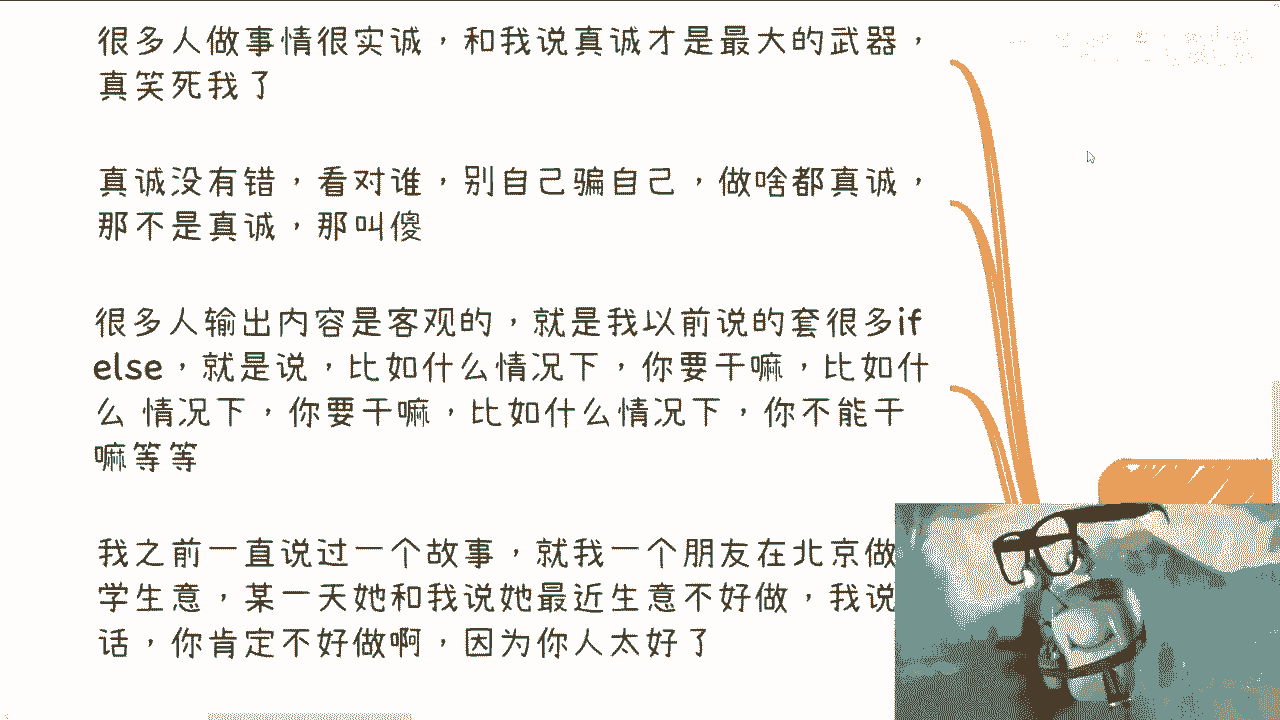 很多人做事情很实诚，和我说真诚才是最大的武器，
真笑死我了
真诚没有错，看对谁，别自己骗自己，做啥都真诚，
那不是真诚，那叫傻
很多人输出内容是客观的，就是我以前说的套很多if
else，就是说，比如什么情况下，你要干嘛，比如什
么 情况下，你要干嘛，比如什么情况下，你不能干
嘛等等
我之前一直说过一个故事，就我一个朋友在北京做
学生意，某一天她和我说她最近生意不好做，我说
话，你肯定不好做啊，因为你人太好了